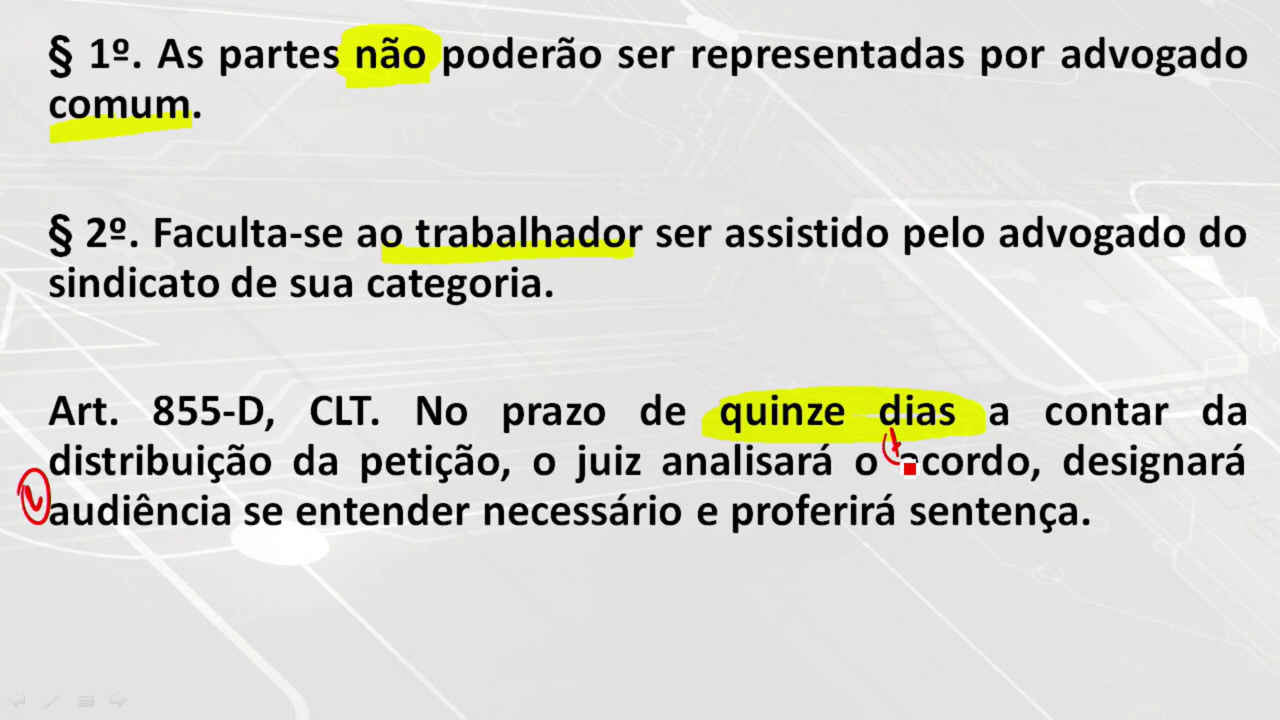 § 1º. As partes não poderão ser representadas por advogado
comum.
§ 2º. Faculta-se ao trabalhador ser assistido pelo advogado do
sindicato de sua categoria.
Art. 855-D, CLT. No prazo de quinze dias a contar da
distribuição da petição, o juiz analisará o acordo, designará
audiência se entender necessário e proferirá sentença.